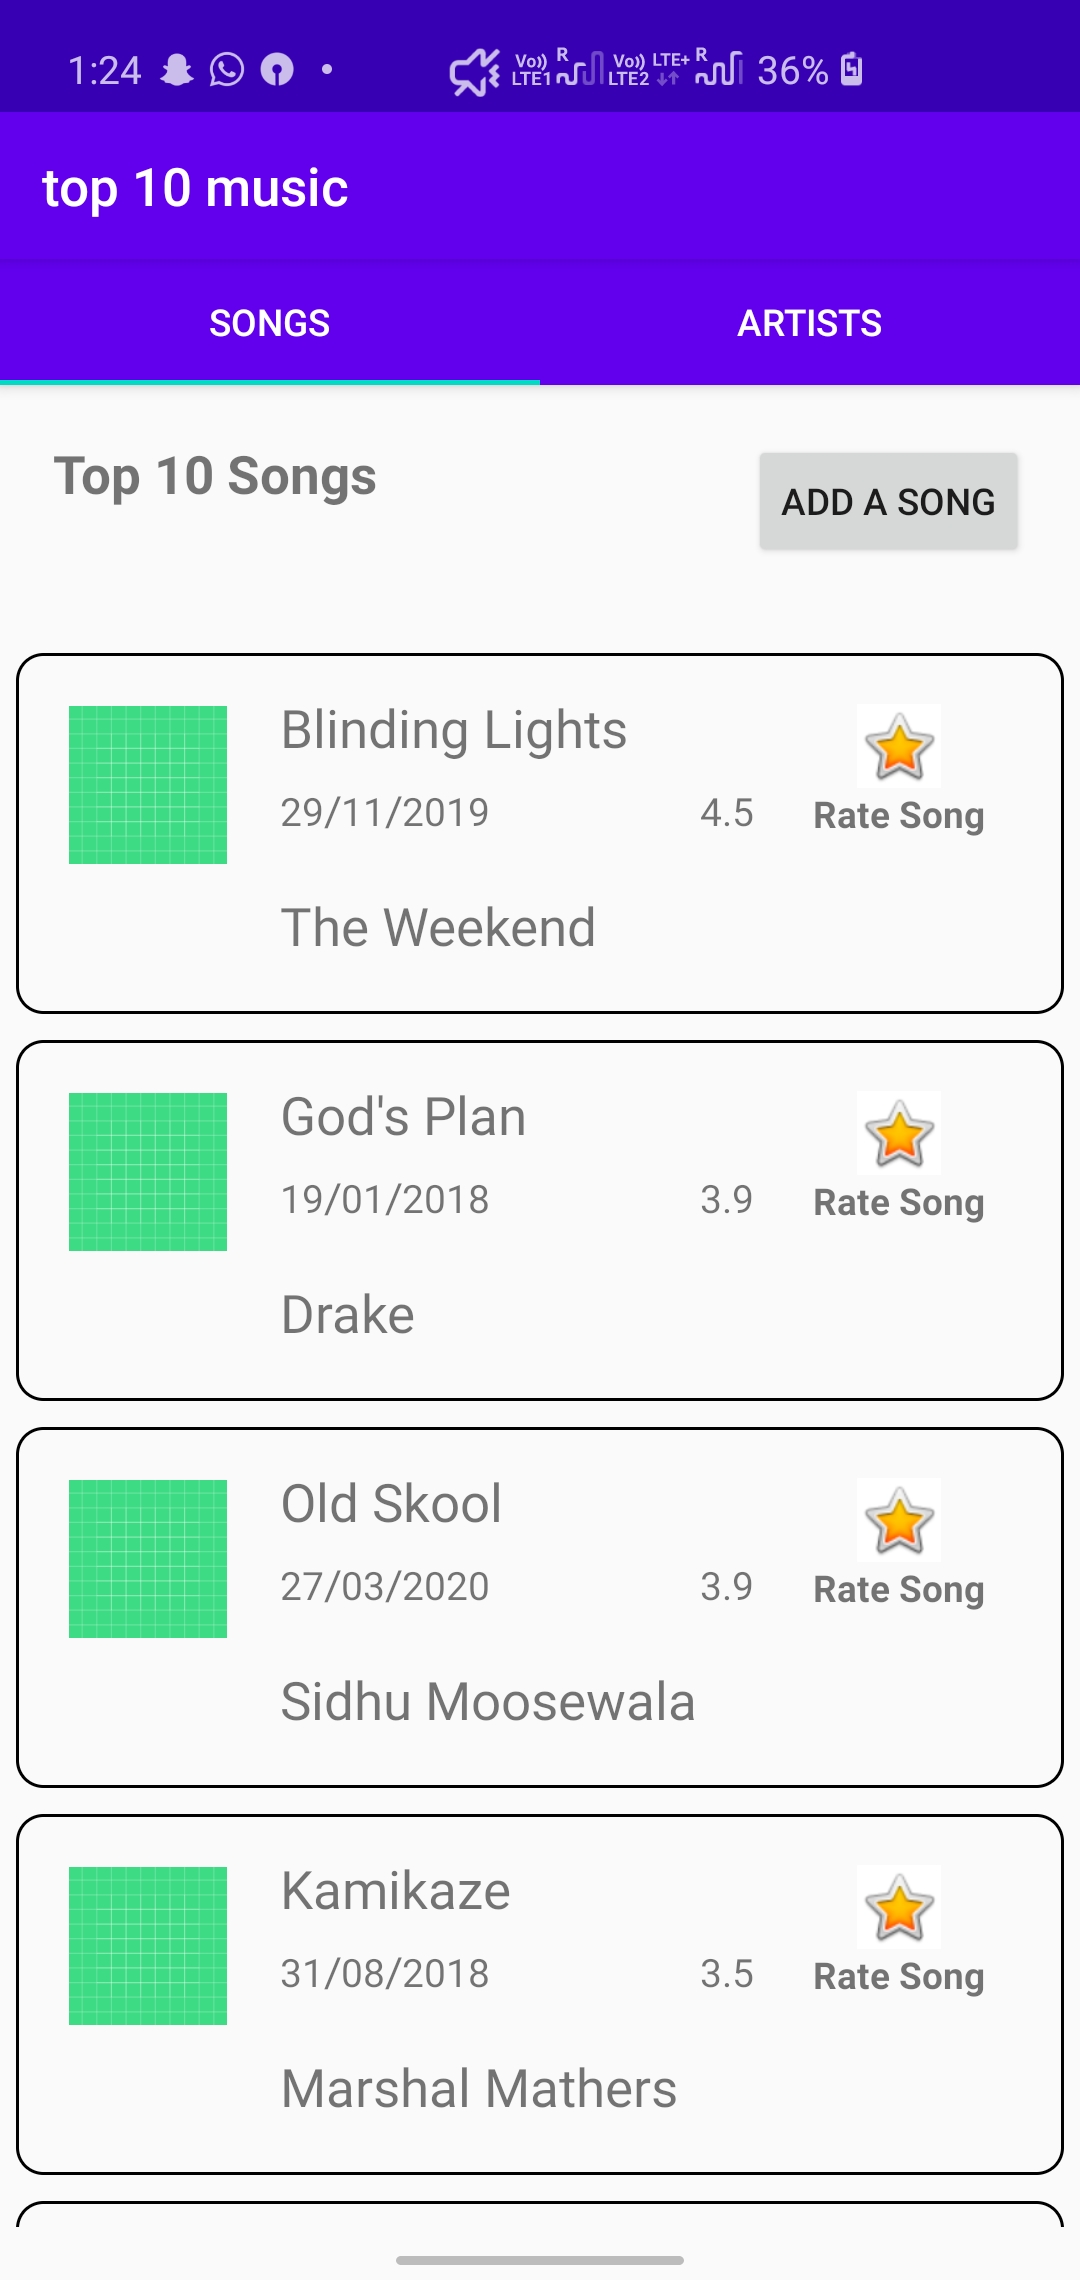 1:24 Vo)) R Vo)) LTE+ R 36%
LTE1 LTE2
top 10 music
SONGS ARTISTS
Top 10 Songs
ADD A SONG
Blinding Lights
29/11/2019 4.5 Rate Song
The Weekend
God's Plan
19/01/2018 3.9 Rate Song
Drake
Old Skool
27/03/2020 3.9 Rate Song
Sidhu Moosewala
Kamikaze
31/08/2018 3.5 Rate Song
Marshal Mathers